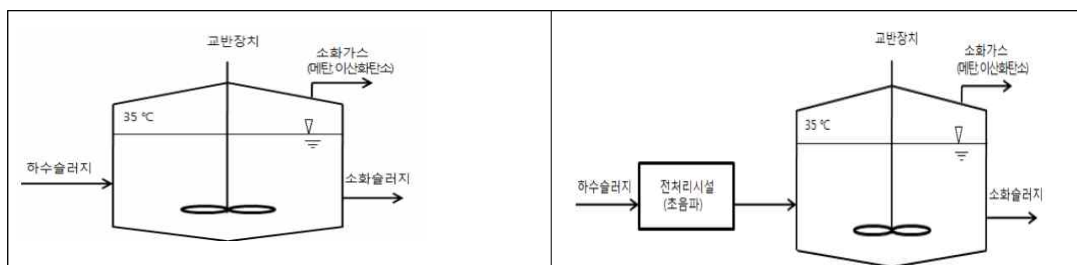 교반장치
소화가스
(메탄,이산화탄소)
35 ℃
하수슬러지
소화슬러지
교반장치
소화가스
(메탄,이산화탄소)
35 ℃
하수슬러지
전처리시설
(초음파)
소화슬러지